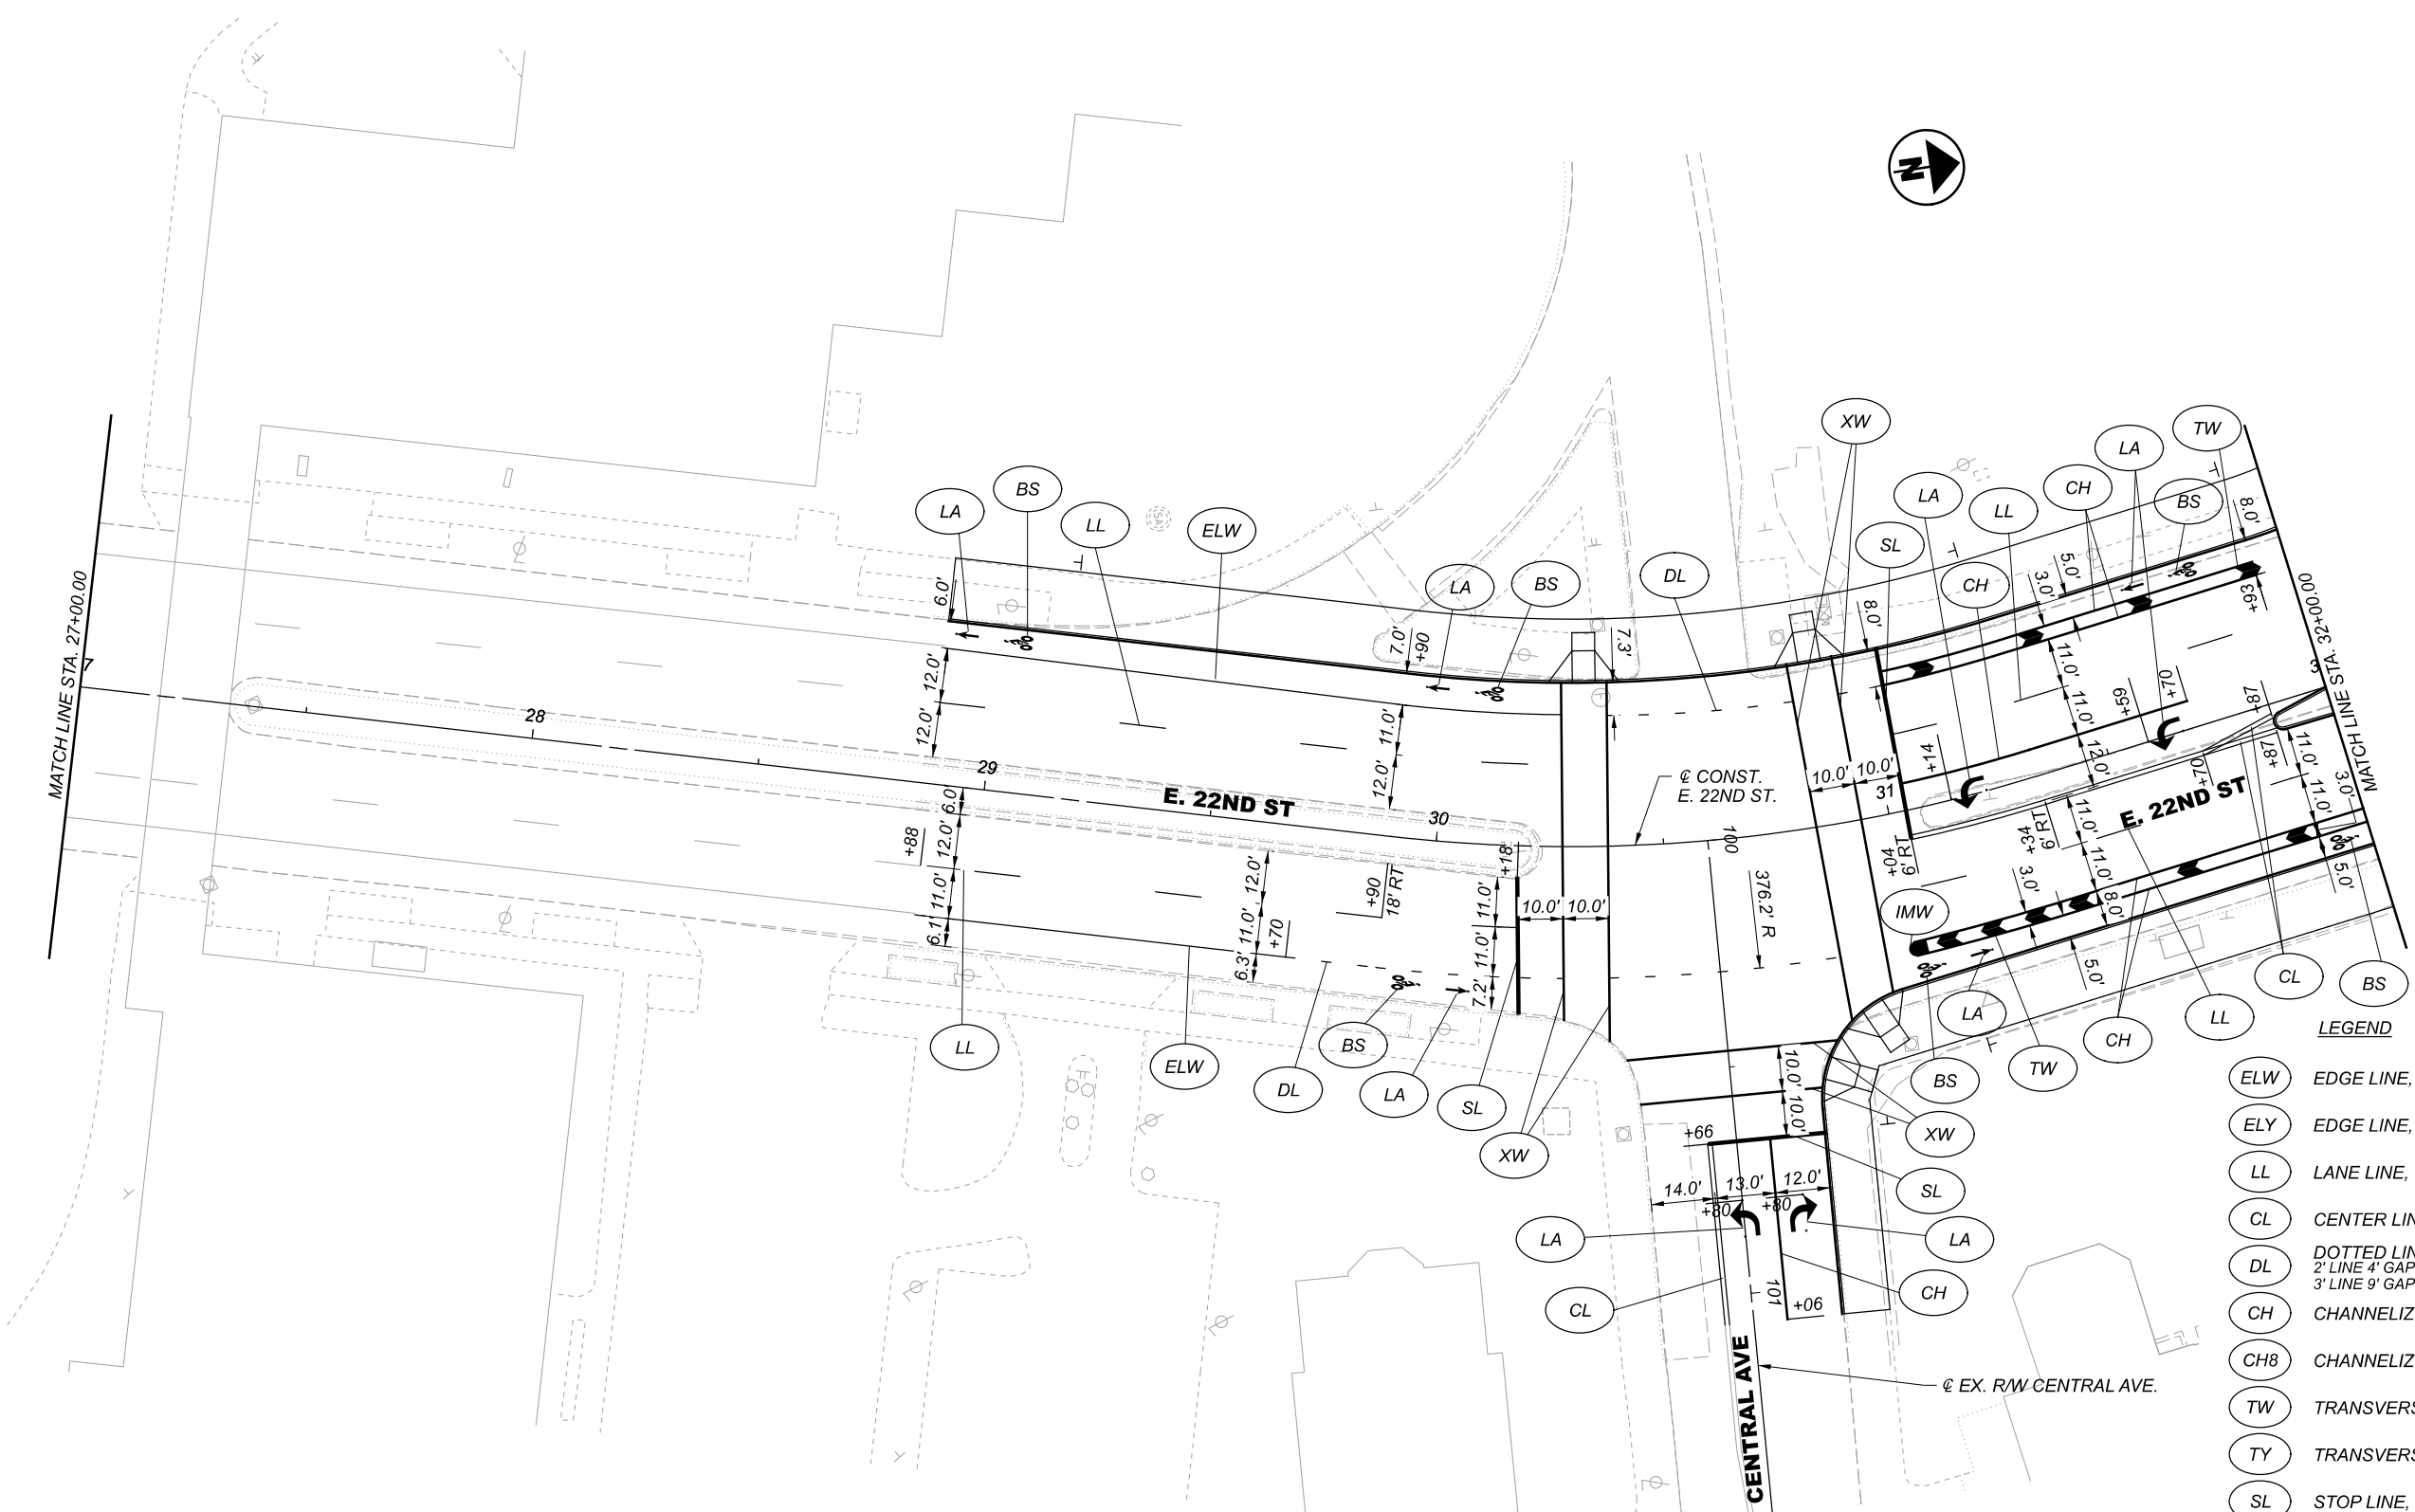 N
MATCH LINE STA. 27+00.00
7
28
29
30
31
3
MATCH LINE STA. 32+00.00
LA
BS
LL
ELW
LA
BS
DL
XW
SL
LA
CH
LL
CH
LA
BS
TW
6.0'
12.0'
12.0'
7.0'
+90
11.0'
12.0'
7.3'
8.0'
3.0'
5.0'
8.0'
+93
11.0'
11.0'
12.0'
+59
+70
+87
+14
10.0'
10.0'
℄ CONST.
E. 22ND ST.
E. 22ND ST
E. 22ND ST
+88
6.0'
12.0'
11.0'
6.1'
12.0'
11.0'
6.3'
+70
+90
18' RT
+18
11.0'
11.0'
7.2'
10.0'
10.0'
100
376.2' R
+04
6' RT
+34
6' RT
11.0'
11.0'
3.0'
8.0'
5.0'
+70
+87
11.0'
11.0'
3.0'
5.0'
IMW
LL
ELW
DL
BS
LA
SL
XW
LA
BS
TW
CH
LL
CL
BS
10.0'
10.0'
XW
SL
+66
14.0'
13.0'
12.0'
+80
+80
LA
LA
CL
CH
101
+06
CENTRAL AVE
℄ EX. R/W CENTRAL AVE.
SA
LEGEND
ELW EDGE LINE,
ELY EDGE LINE,
LL LANE LINE,
CL CENTER LIN
DL DOTTED LIN
2' LINE 4' GAP
3' LINE 9' GAP
CH CHANNELIZ
CH8 CHANNELIZ
TW TRANSVERS
TY TRANSVERS
SL STOP LINE,